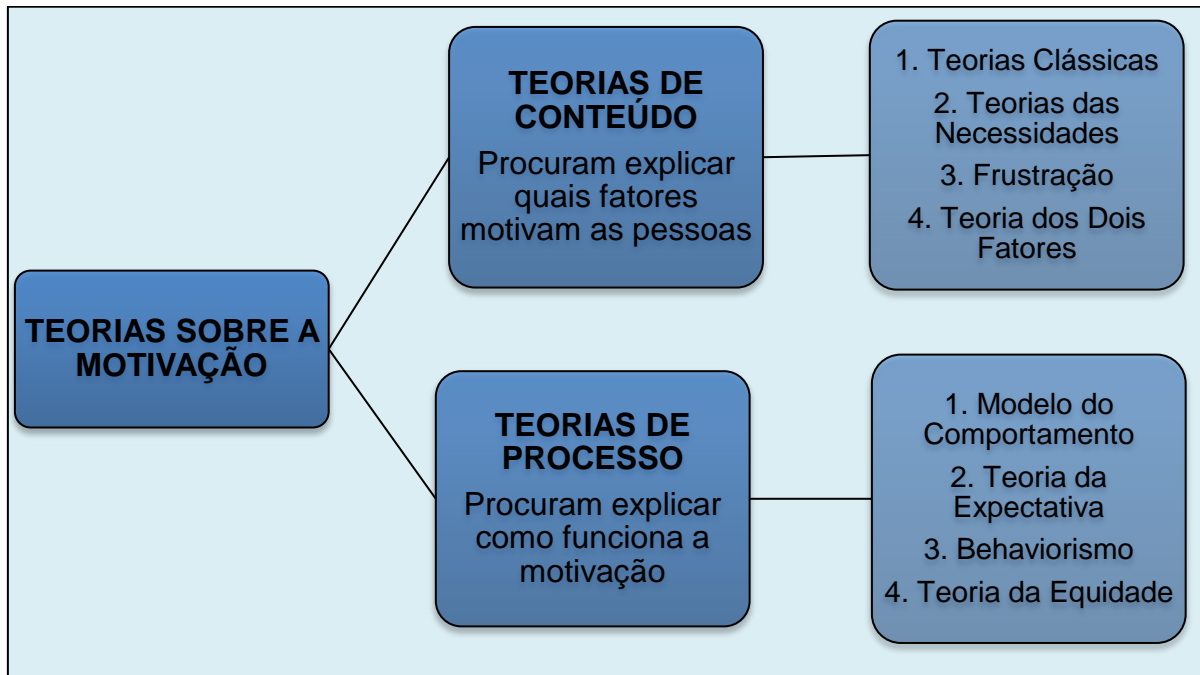 TEORIAS SOBRE A
MOTIVAÇÃO
TEORIAS DE
CONTEÚDO
Procuram explicar
quais fatores
motivam as pessoas
1. Teorias Clássicas
2. Teorias das
Necessidades
3. Frustração
4. Teoria dos Dois
Fatores
TEORIAS DE
PROCESSO
Procuram explicar
como funciona a
motivação
1. Modelo do
Comportamento
2. Teoria da
Expectativa
3. Behaviorismo
4. Teoria da Equidade